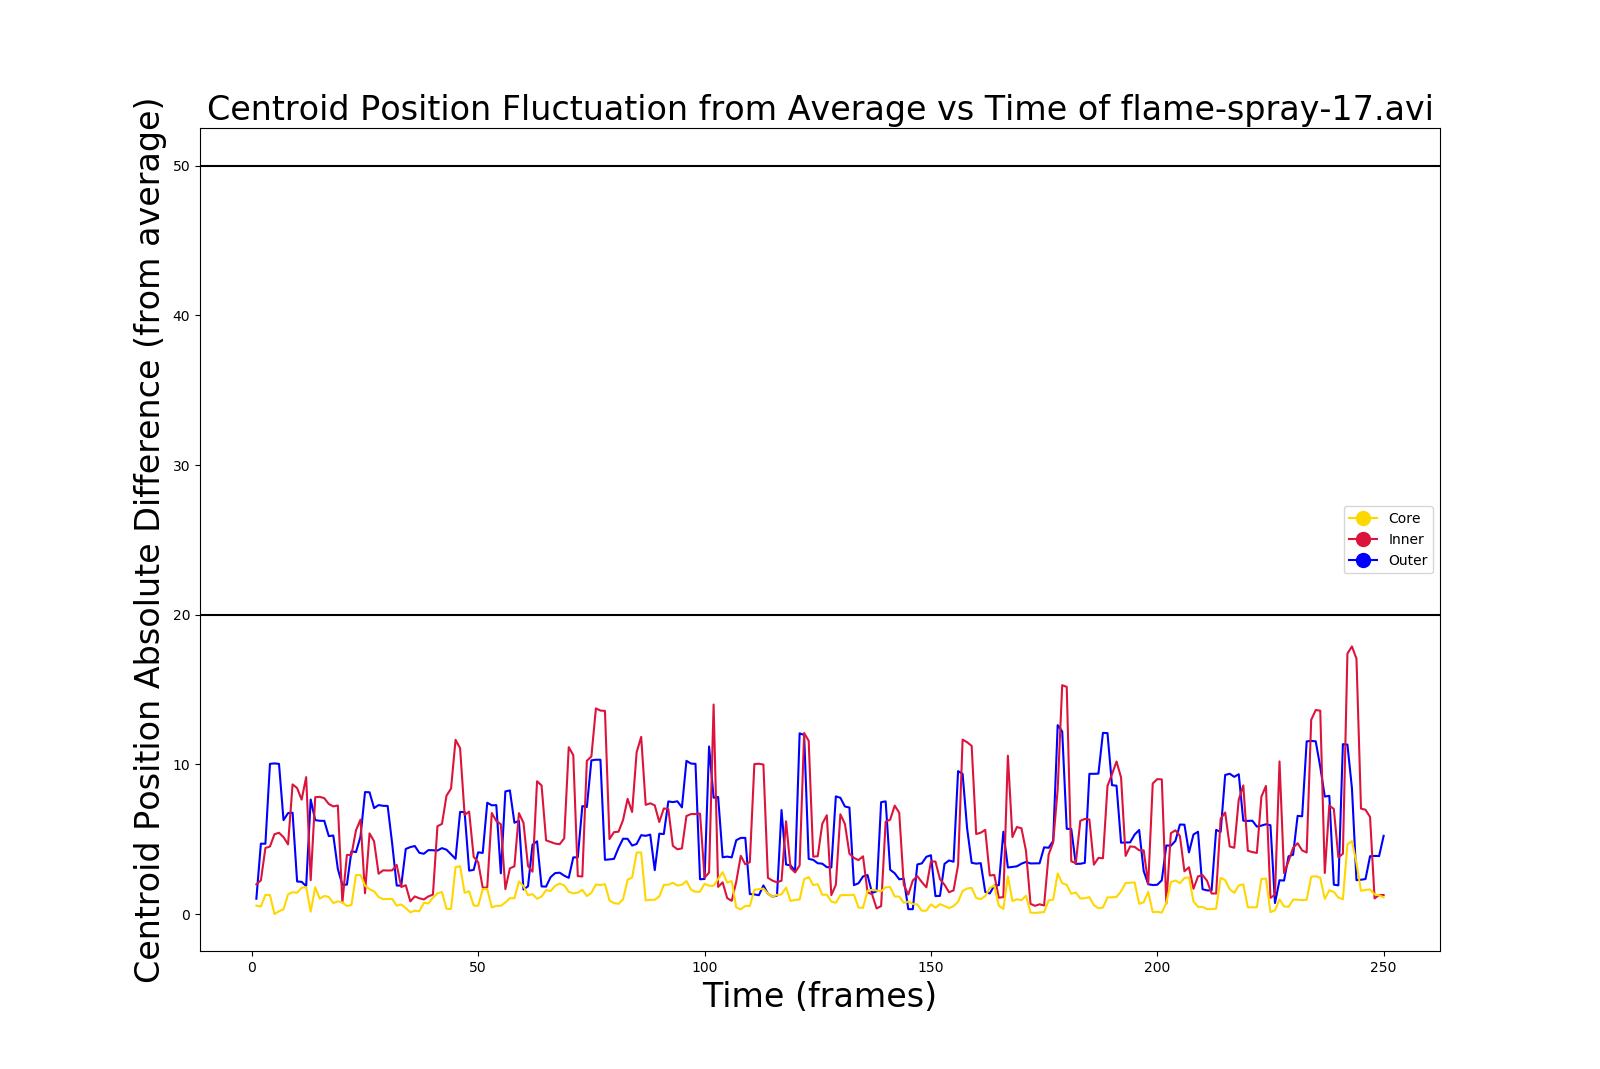 Centroid Position Fluctuation from Average vs Time of flame-spray-17.avi
Centroid Position Absolute Difference (from average)
50
40
30
20
10
0
Core
Inner
Outer
0 50 100 150 200 250
Time (frames)